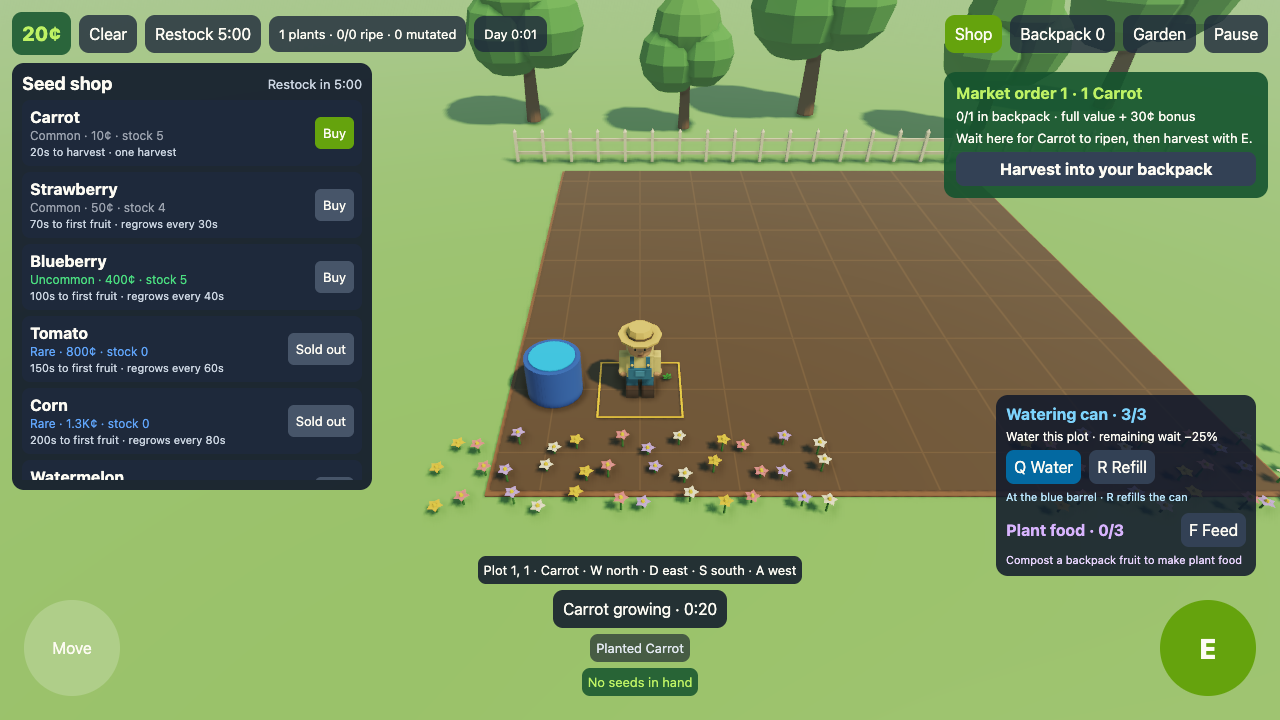 20¢
Clear
Restock 5:00
1 plants · 0/0 ripe · 0 mutated
Day 0:01
Shop
Backpack 0
Garden
Pause
Seed shop
Restock in 5:00
Carrot
Common · 10¢ · stock 5
20s to harvest · one harvest
Buy
Strawberry
Common · 50¢ · stock 4
70s to first fruit · regrows every 30s
Buy
Blueberry
Uncommon · 400¢ · stock 5
100s to first fruit · regrows every 40s
Buy
Tomato
Rare · 800¢ · stock 0
150s to first fruit · regrows every 60s
Sold out
Corn
Rare · 1.3K¢ · stock 0
200s to first fruit · regrows every 80s
Sold out
Watermelon
Market order 1 · 1 Carrot
0/1 in backpack · full value + 30¢ bonus
Wait here for Carrot to ripen, then harvest with E.
Harvest into your backpack
Watering can · 3/3
Water this plot · remaining wait −25%
Q Water
R Refill
At the blue barrel · R refills the can
Plant food · 0/3
F Feed
Compost a backpack fruit to make plant food
Plot 1, 1 · Carrot · W north · D east · S south · A west
Carrot growing · 0:20
Planted Carrot
No seeds in hand
Move
E